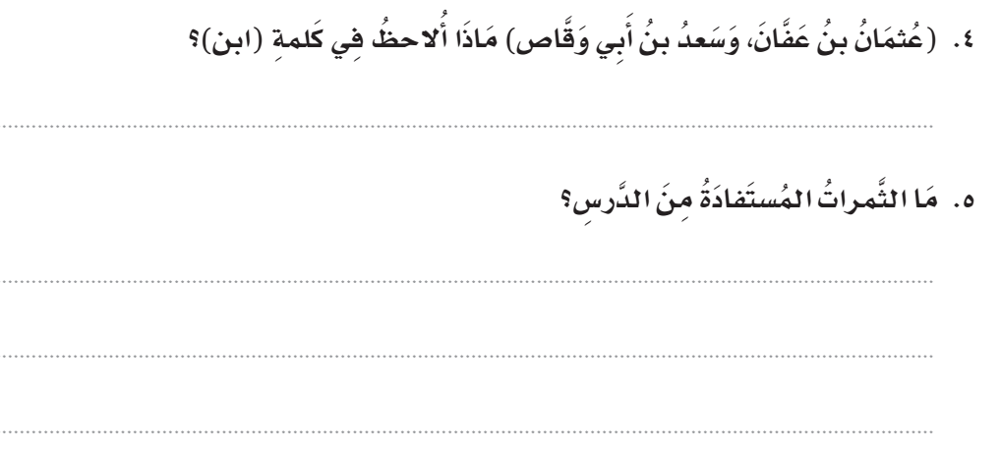 ٤. (عُثمَانُ بنُ عَفَّانَ، وَسَعدُ بنُ أَبِي وَقَّاص) مَاذَا أُلاحظُ فِي كَلمةِ (ابن)؟
٥. مَا الثَّمراتُ المُستَفادَةُ مِنَ الدَّرسِ؟